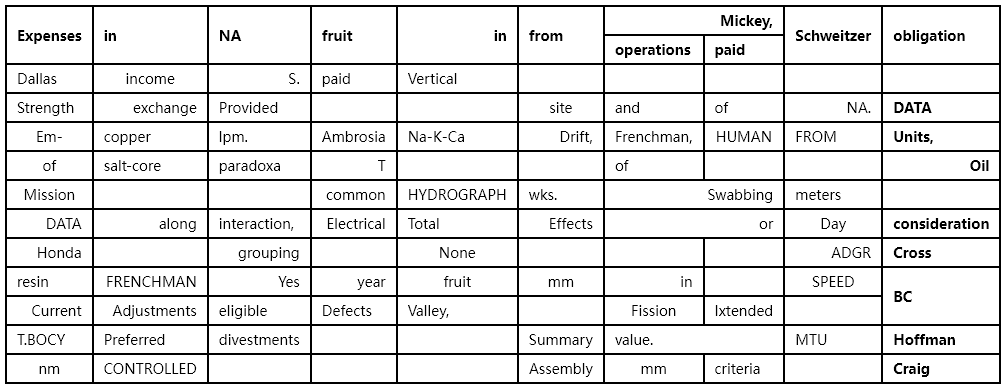 Expenses in NA fruit in from Mickey, Schweitzer obligation
operations paid
Dallas income S. paid Vertical
Strength exchange Provided site and of NA. DATA
Em- copper lpm. Ambrosia Na-K-Ca Drift, Frenchman, HUMAN FROM Units,
of salt-core paradoxa T of Oil
Mission common HYDROGRAPH wks. Swabbing meters
DATA along interaction, Electrical Total Effects or Day consideration
Honda grouping None ADGR Cross
resin FRENCHMAN Yes year fruit mm in SPEED BC
Current Adjustments eligible Defects Valley, Fission Ixtended
T.BOCY Preferred divestments Summary value. MTU Hoffman
nm CONTROLLED Assembly mm criteria Craig